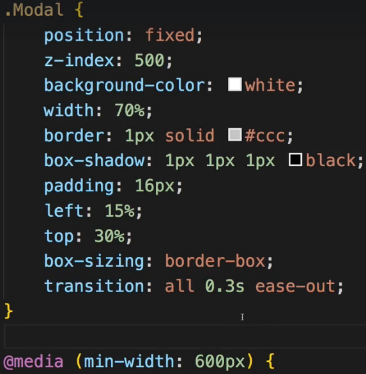 .Modal {
    position: fixed;
    z-index: 500;
    background-color: white;
    width: 70%;
    border: 1px solid #ccc;
    box-shadow: 1px 1px 1px black;
    padding: 16px;
    left: 15%;
    top: 30%;
    box-sizing: border-box;
    transition: all 0.3s ease-out;
}
@media (min-width: 600px) {